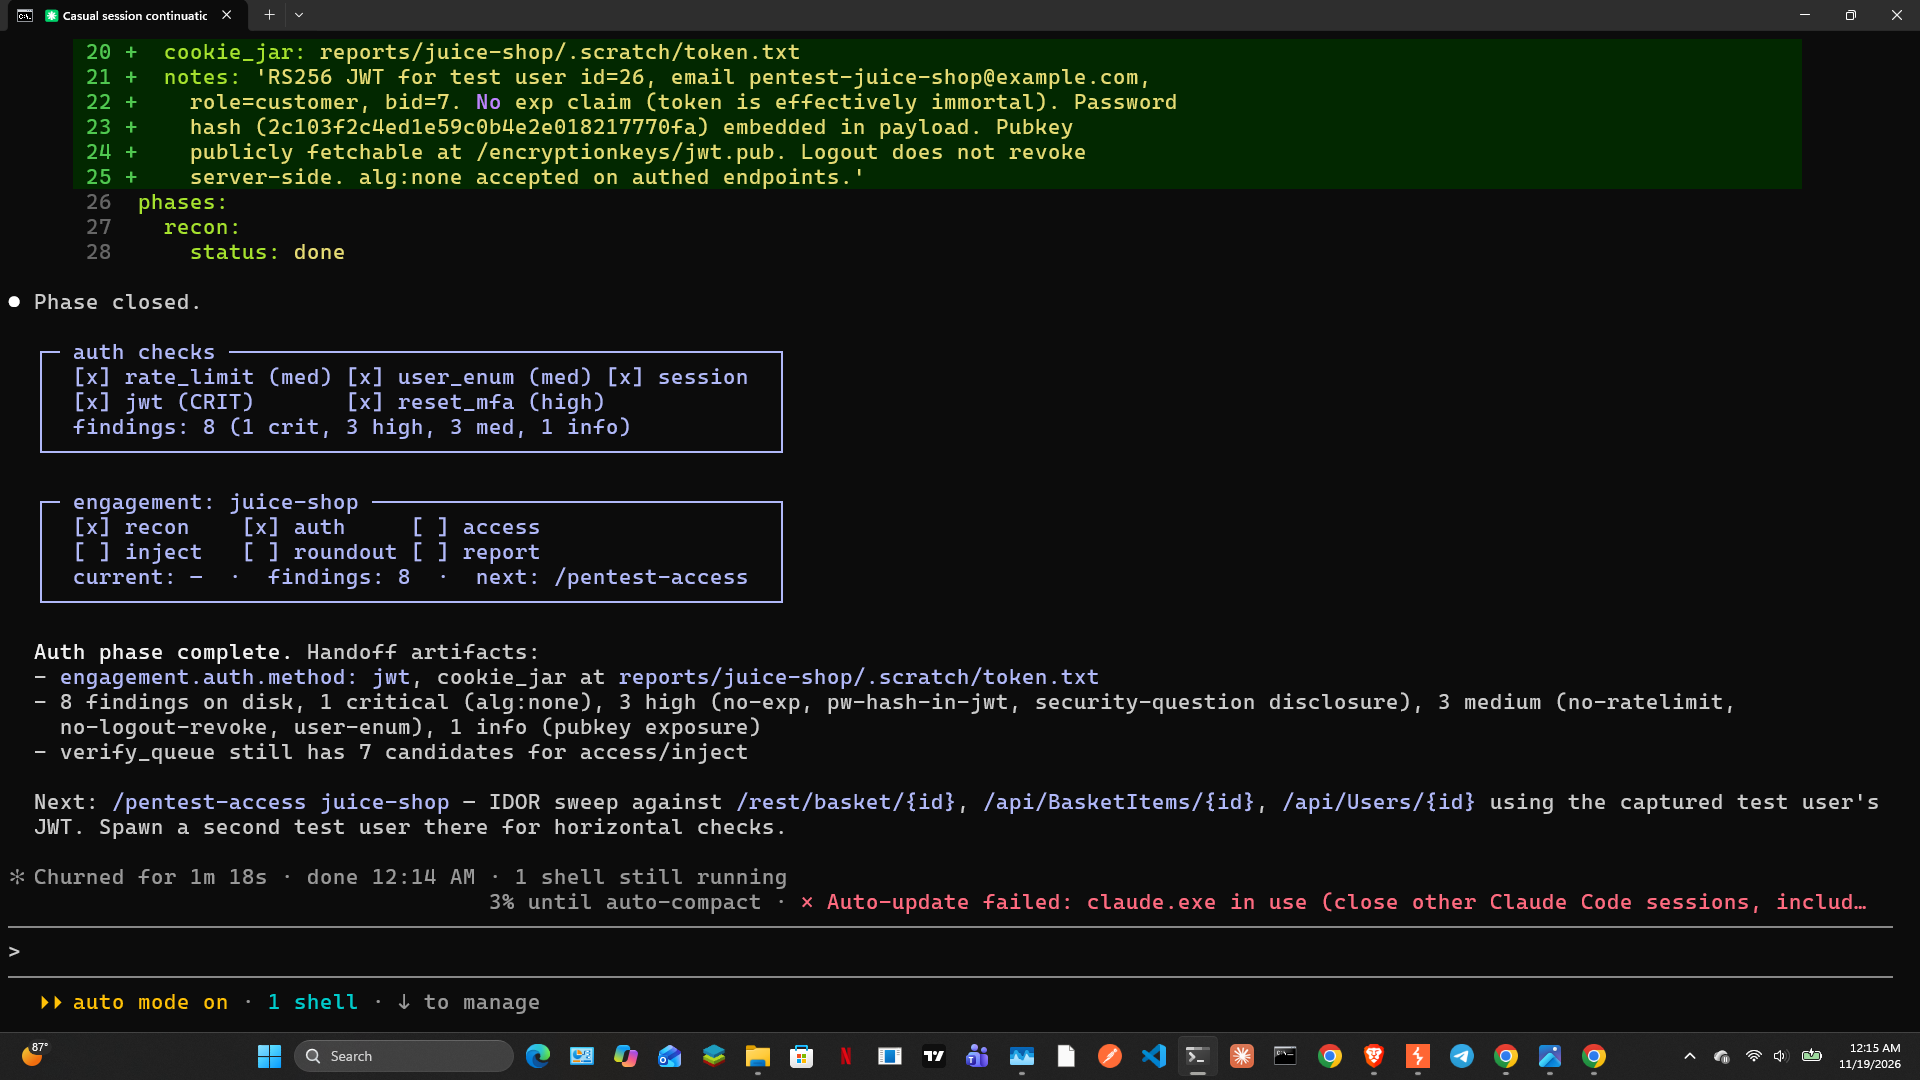 Casual session continuatic
20 + cookie_jar: reports/juice-shop/.scratch/token.txt
21 + notes: 'RS256 JWT for test user id=26, email pentest-juice-shop@example.com,
22 + role=customer, bid=7. No exp claim (token is effectively immortal). Password
23 + hash (2c103f2c4ed1e59c0b4e2e018217770fa) embedded in payload. Pubkey
24 + publicly fetchable at /encryptionkeys/jwt.pub. Logout does not revoke
25 + server-side. alg:none accepted on authed endpoints.'
26 phases:
27 recon:
28 status: done
● Phase closed.
auth checks
[x] rate_limit (med) [x] user_enum (med) [x] session
[x] jwt (CRIT) [x] reset_mfa (high)
findings: 8 (1 crit, 3 high, 3 med, 1 info)
engagement: juice-shop
[x] recon [x] auth [ ] access
[ ] inject [ ] roundout [ ] report
current: — · findings: 8 · next: /pentest-access
Auth phase complete. Handoff artifacts:
- engagement.auth.method: jwt, cookie_jar at reports/juice-shop/.scratch/token.txt
- 8 findings on disk, 1 critical (alg:none), 3 high (no-exp, pw-hash-in-jwt, security-question disclosure), 3 medium (no-ratelimit,
no-logout-revoke, user-enum), 1 info (pubkey exposure)
- verify_queue still has 7 candidates for access/inject
Next: /pentest-access juice-shop — IDOR sweep against /rest/basket/{id}, /api/BasketItems/{id}, /api/Users/{id} using the captured test user's
JWT. Spawn a second test user there for horizontal checks.
✻ Churned for 1m 18s · done 12:14 AM · 1 shell still running
3% until auto-compact · × Auto-update failed: claude.exe in use (close other Claude Code sessions, includ…
>
⏵⏵ auto mode on · 1 shell · ↓ to manage
87°
Search
12:15 AM
11/19/2026